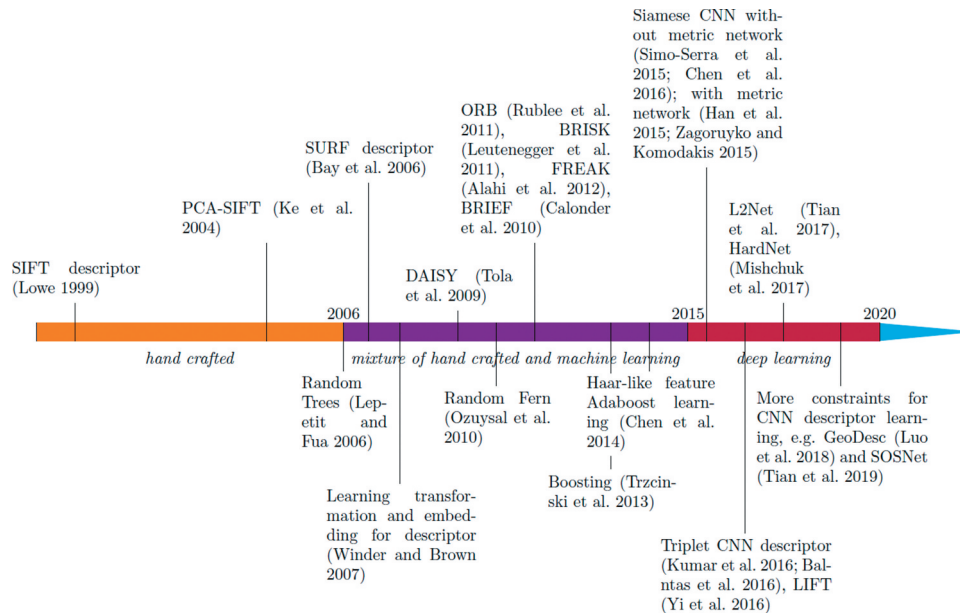 Siamese CNN with-
out metric network
(Simo-Serra et al.
2015; Chen et al.
2016); with metric
network (Han et al.
2015; Zagoruyko and
Komodakis 2015)
ORB (Rublee et al.
2011), BRISK
(Leutenegger et al.
2011), FREAK
(Alahi et al. 2012),
BRIEF (Calonder
et al. 2010)
SURF descriptor
(Bay et al. 2006)
PCA-SIFT (Ke et al.
2004)
L2Net (Tian
et al. 2017),
HardNet
(Mishchuk
et al. 2017)
SIFT descriptor
(Lowe 1999)
DAISY (Tola
et al. 2009)
2006
2015
2020
hand crafted
mixture of hand crafted and machine learning
deep learning
Random
Trees (Lep-
etit and
Fua 2006)
Random Fern
(Ozuysal et al.
2010)
Haar-like feature
Adaboost learn-
ing (Chen et al.
2014)
More constraints for
CNN descriptor lear-
ning, e.g. GeoDesc (Luo
et al. 2018) and SOSNet
(Tian et al. 2019)
Boosting (Trzcin-
ski et al. 2013)
Learning transfor-
mation and embed-
ding for descriptor
(Winder and Brown
2007)
Triplet CNN descriptor
(Kumar et al. 2016; Bal-
ntas et al. 2016), LIFT
(Yi et al. 2016)